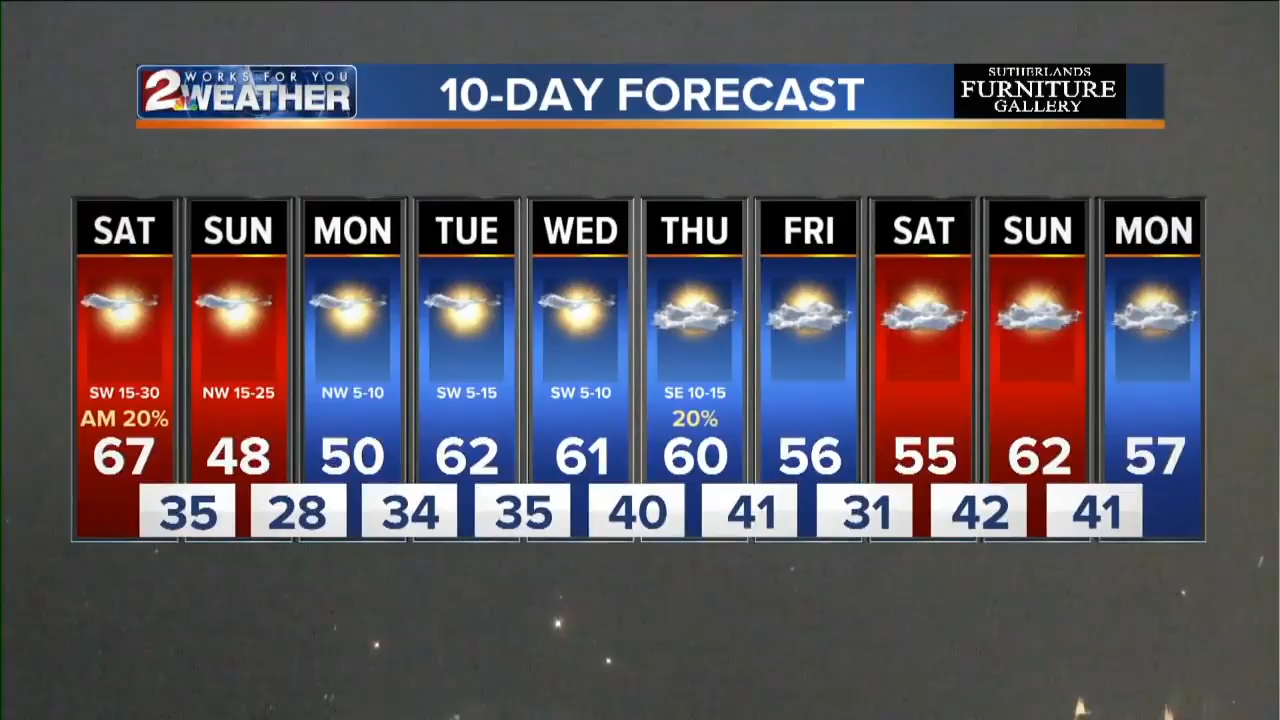 2 WORKS FOR YOU
WEATHER
10-DAY FORECAST
SUTHERLANDS
FURNITURE
GALLERY
SAT SUN MON TUE WED THU FRI SAT SUN MON
SW 15-30 NW 15-25 NW 5-10 SW 5-15 SW 5-10 SE 10-15
AM 20% 20%
67 48 50 62 61 60 56 55 62 57
35 28 34 35 40 41 31 42 41